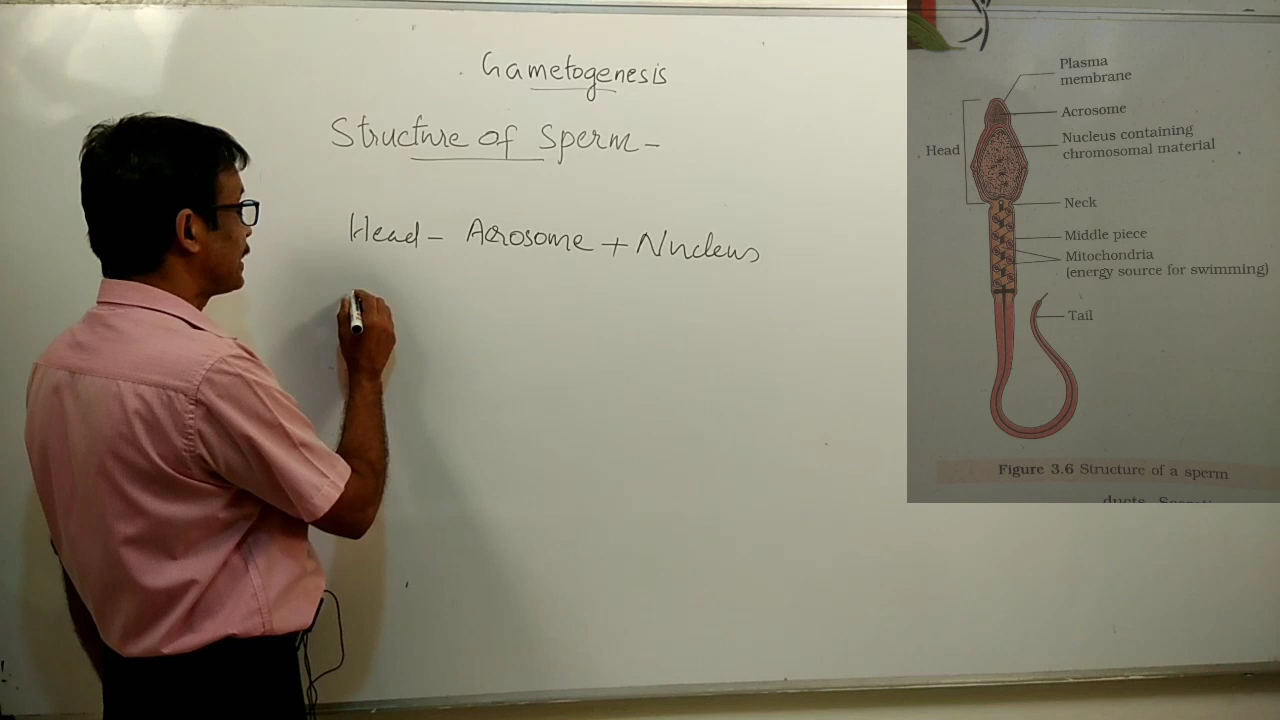 Gametogenesis
Structure of Sperm -
Head - Acrosome + Nucleus
Plasma
membrane
Acrosome
Nucleus containing
chromosomal material
Head
Neck
Middle piece
Mitochondria
(energy source for swimming)
Tail
Figure 3.6 Structure of a sperm
ducts.